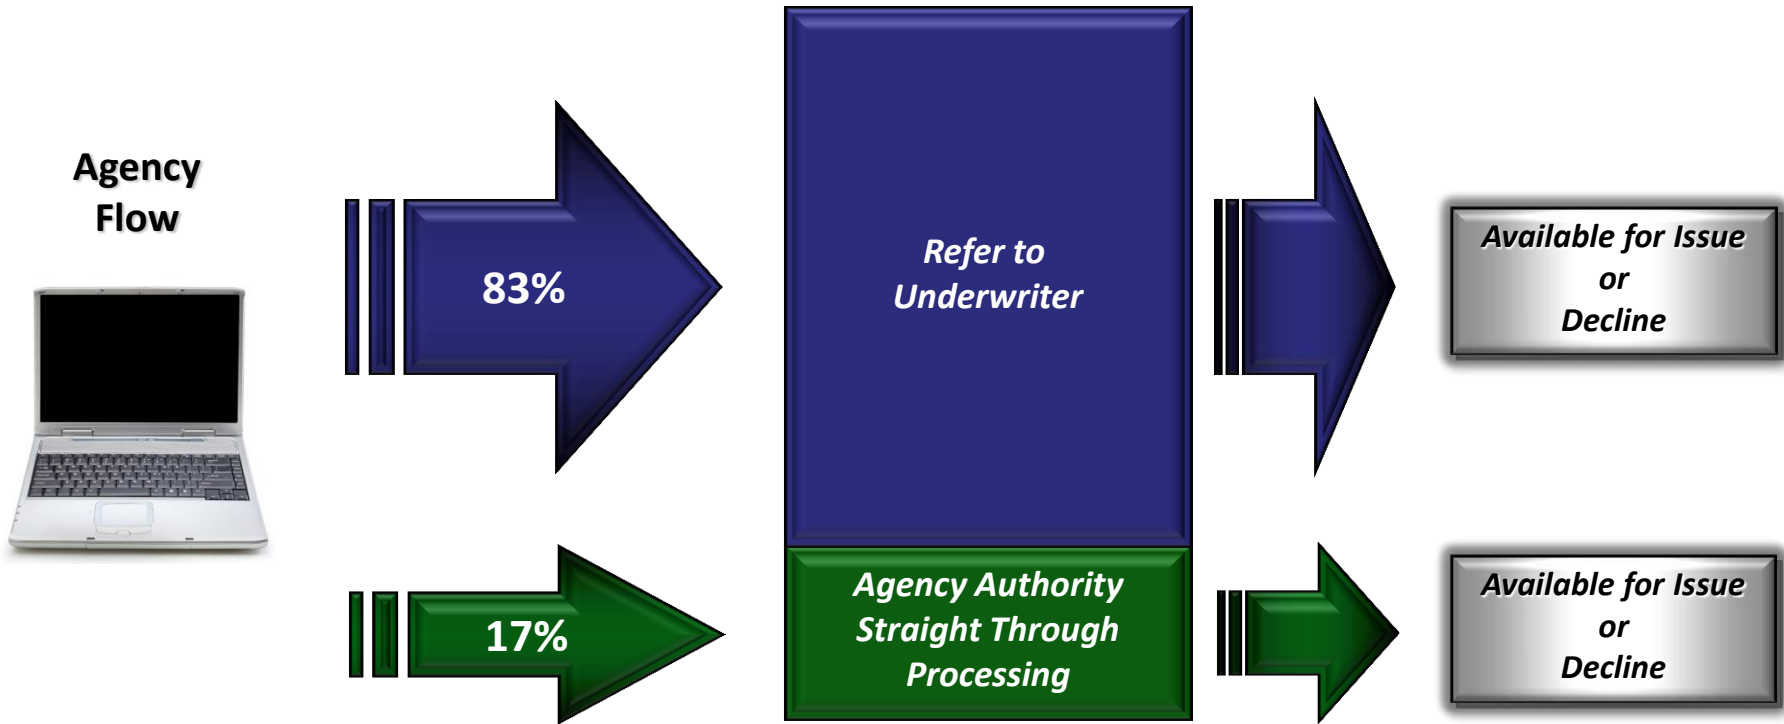 Agency
Flow
83%
Refer to
Underwriter
Available for Issue
or
Decline
17%
Agency Authority
Straight Through
Processing
Available for Issue
or
Decline